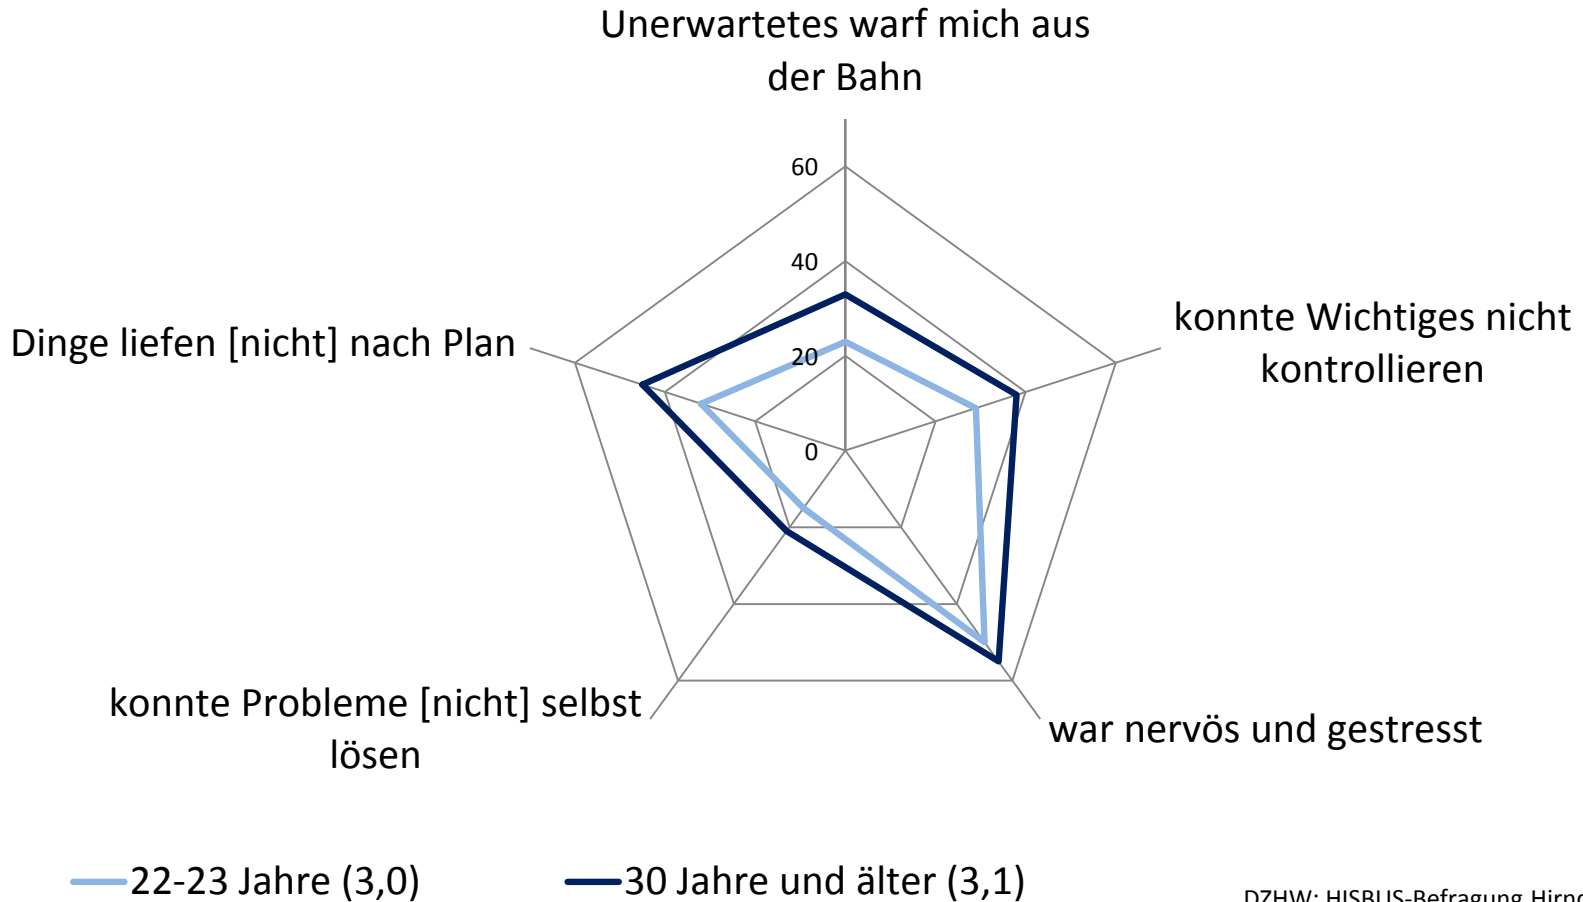 Unerwartetes warf mich aus
der Bahn
60
40
20
0
konnte Wichtiges nicht
kontrollieren
Dinge liefen [nicht] nach Plan
konnte Probleme [nicht] selbst
lösen
war nervös und gestresst
22-23 Jahre (3,0)
30 Jahre und älter (3,1)
DZHW: HISBUS-Befragung